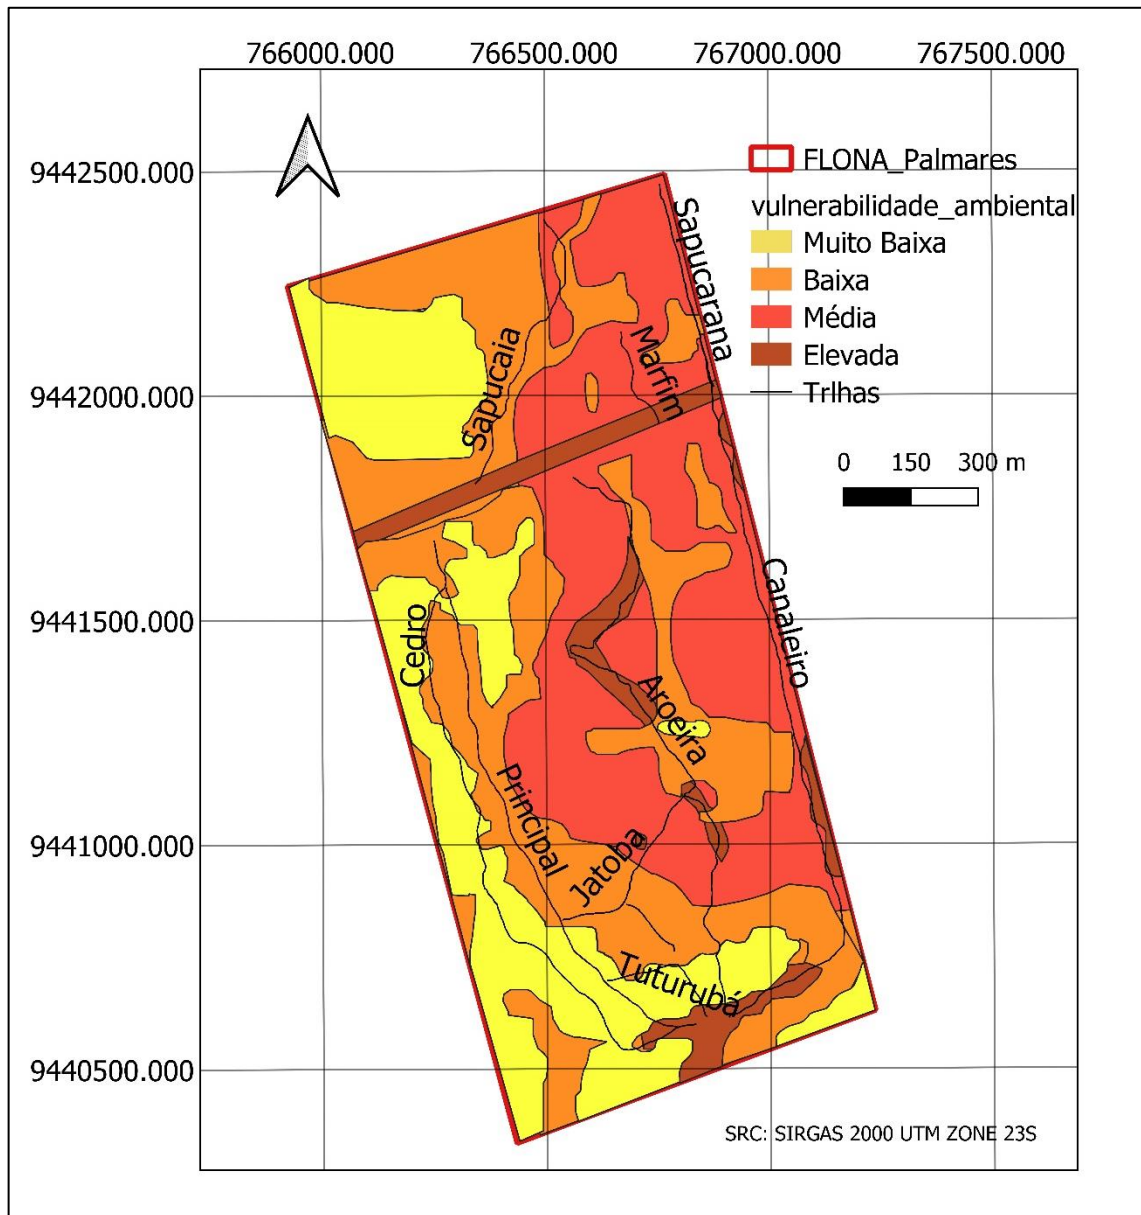 766000.000 766500.000 767000.000 767500.000
9442500.000
9442000.000
9441500.000
9441000.000
9440500.000
FLONA_Palmares
vulnerabilidade_ambiental
Muito Baixa
Baixa
Média
Elevada
Trlhas
0 150 300 m
Sapucarana
Marfim
Sapucaia
Canaleiro
Cedro
Aroeira
Principal
Jatoba
Tuturubá
SRC: SIRGAS 2000 UTM ZONE 23S